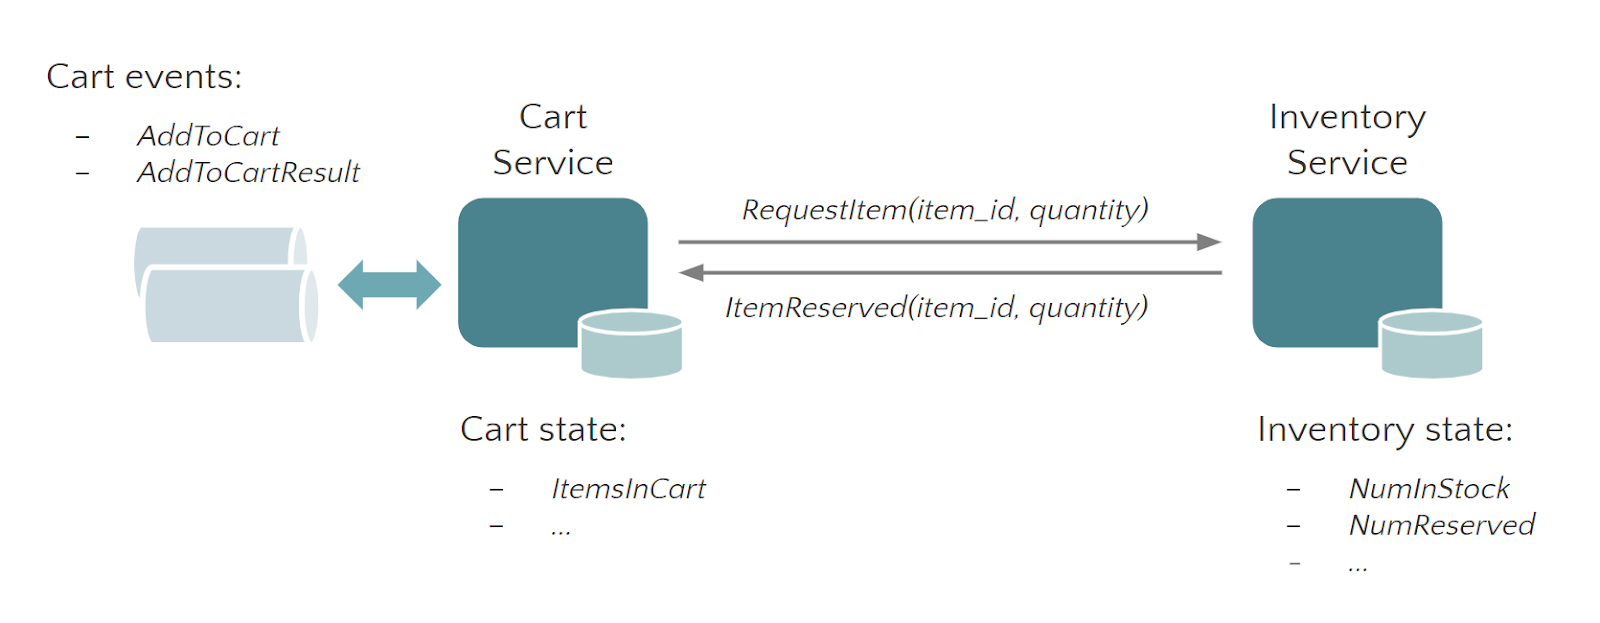 Cart events:
– AddToCart
– AddToCartResult
Cart
Service
Inventory
Service
RequestItem(item_id, quantity)
ItemReserved(item_id, quantity)
Cart state:
– ItemsInCart
– ...
Inventory state:
– NumInStock
– NumReserved
– ...